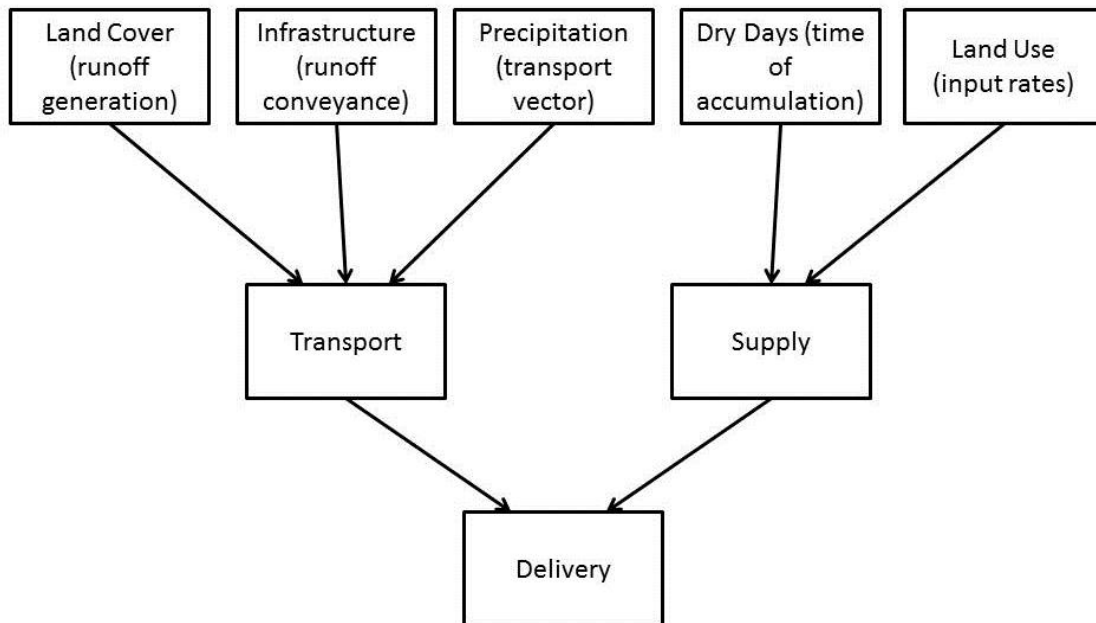 Land Cover
(runoff
generation)
Infrastructure
(runoff
conveyance)
Precipitation
(transport
vector)
Dry Days (time
of
accumulation)
Land Use
(input rates)
Transport
Supply
Delivery